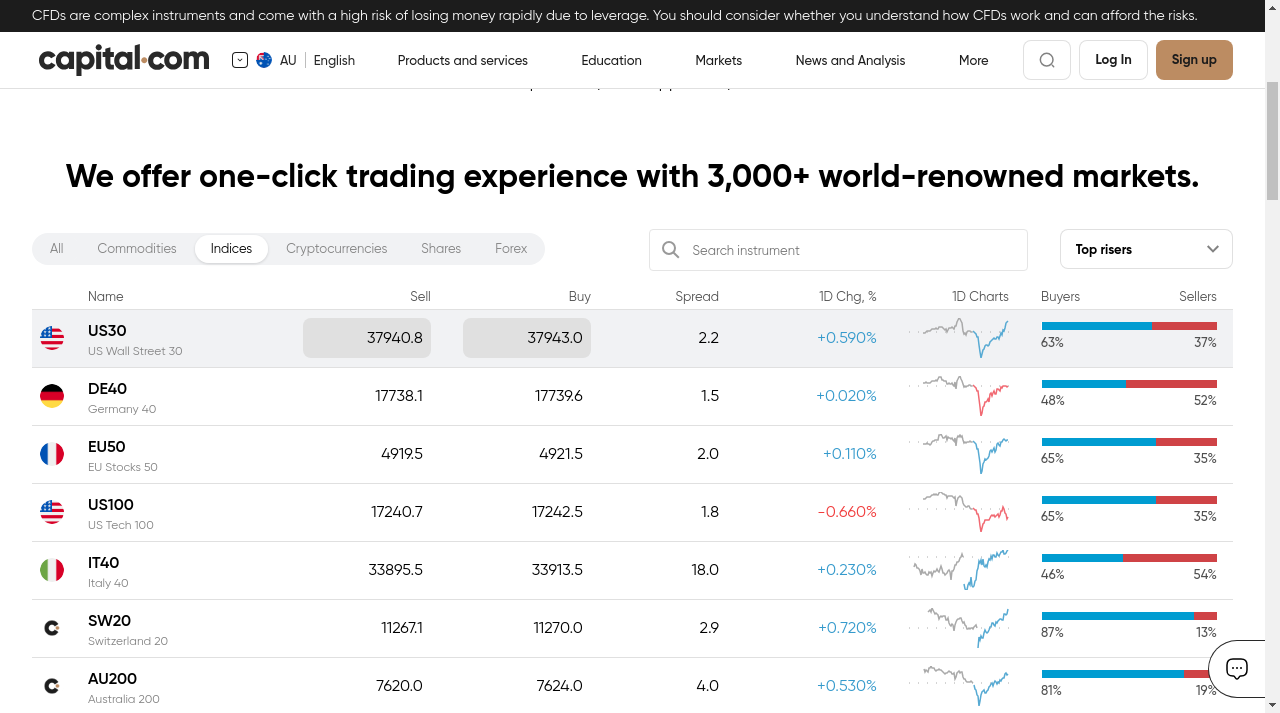 CFDs are complex instruments and come with a high risk of losing money rapidly due to leverage. You should consider whether you understand how CFDs work and can afford the risks.
capital.com AU English Products and services Education Markets News and Analysis More Log In Sign up
We offer one-click trading experience with 3,000+ world-renowned markets.
All Commodities Indices Cryptocurrencies Shares Forex Search instrument Top risers
Name Sell Buy Spread 1D Chg, % 1D Charts Buyers Sellers
US30 37940.8 37943.0 2.2 +0.590%
US Wall Street 30 63% 37%
DE40 17738.1 17739.6 1.5 +0.020%
Germany 40 48% 52%
EU50 4919.5 4921.5 2.0 +0.110%
EU Stocks 50 65% 35%
US100 17240.7 17242.5 1.8 -0.660%
US Tech 100 65% 35%
IT40 33895.5 33913.5 18.0 +0.230%
Italy 40 46% 54%
SW20 11267.1 11270.0 2.9 +0.720%
Switzerland 20 87% 13%
AU200 7620.0 7624.0 4.0 +0.530%
Australia 200 81% 19%